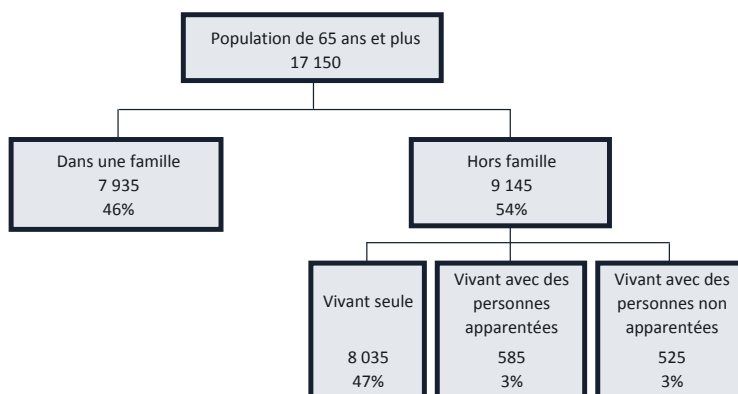 Population de 65 ans et plus
17 150
Dans une famille
7 935
46%
Hors famille
9 145
54%
Vivant seule
8 035
47%
Vivant avec des
personnes
apparentées
585
3%
Vivant avec des
personnes non
apparentées
525
3%